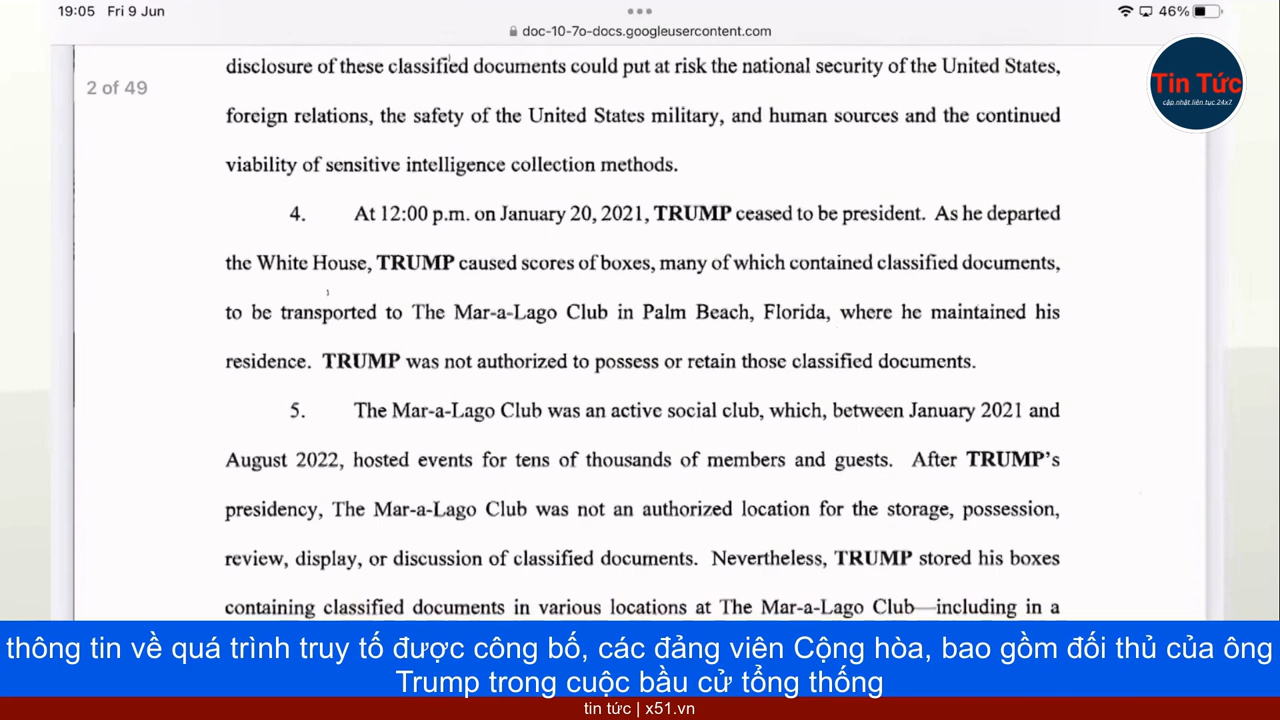 19:05 Fri 9 Jun
46%
doc-10-7o-docs.googleusercontent.com
2 of 49
Tin Tức
cập nhật liên tục 24x7
disclosure of these classified documents could put at risk the national security of the United States,
foreign relations, the safety of the United States military, and human sources and the continued
viability of sensitive intelligence collection methods.
4. At 12:00 p.m. on January 20, 2021, TRUMP ceased to be president. As he departed
the White House, TRUMP caused scores of boxes, many of which contained classified documents,
to be transported to The Mar-a-Lago Club in Palm Beach, Florida, where he maintained his
residence. TRUMP was not authorized to possess or retain those classified documents.
5. The Mar-a-Lago Club was an active social club, which, between January 2021 and
August 2022, hosted events for tens of thousands of members and guests. After TRUMP's
presidency, The Mar-a-Lago Club was not an authorized location for the storage, possession,
review, display, or discussion of classified documents. Nevertheless, TRUMP stored his boxes
containing classified documents in various locations at The Mar-a-Lago Club—including in a
thông tin về quá trình truy tố được công bố, các đảng viên Cộng hòa, bao gồm đối thủ của ông
Trump trong cuộc bầu cử tổng thống
tin tức | x51.vn